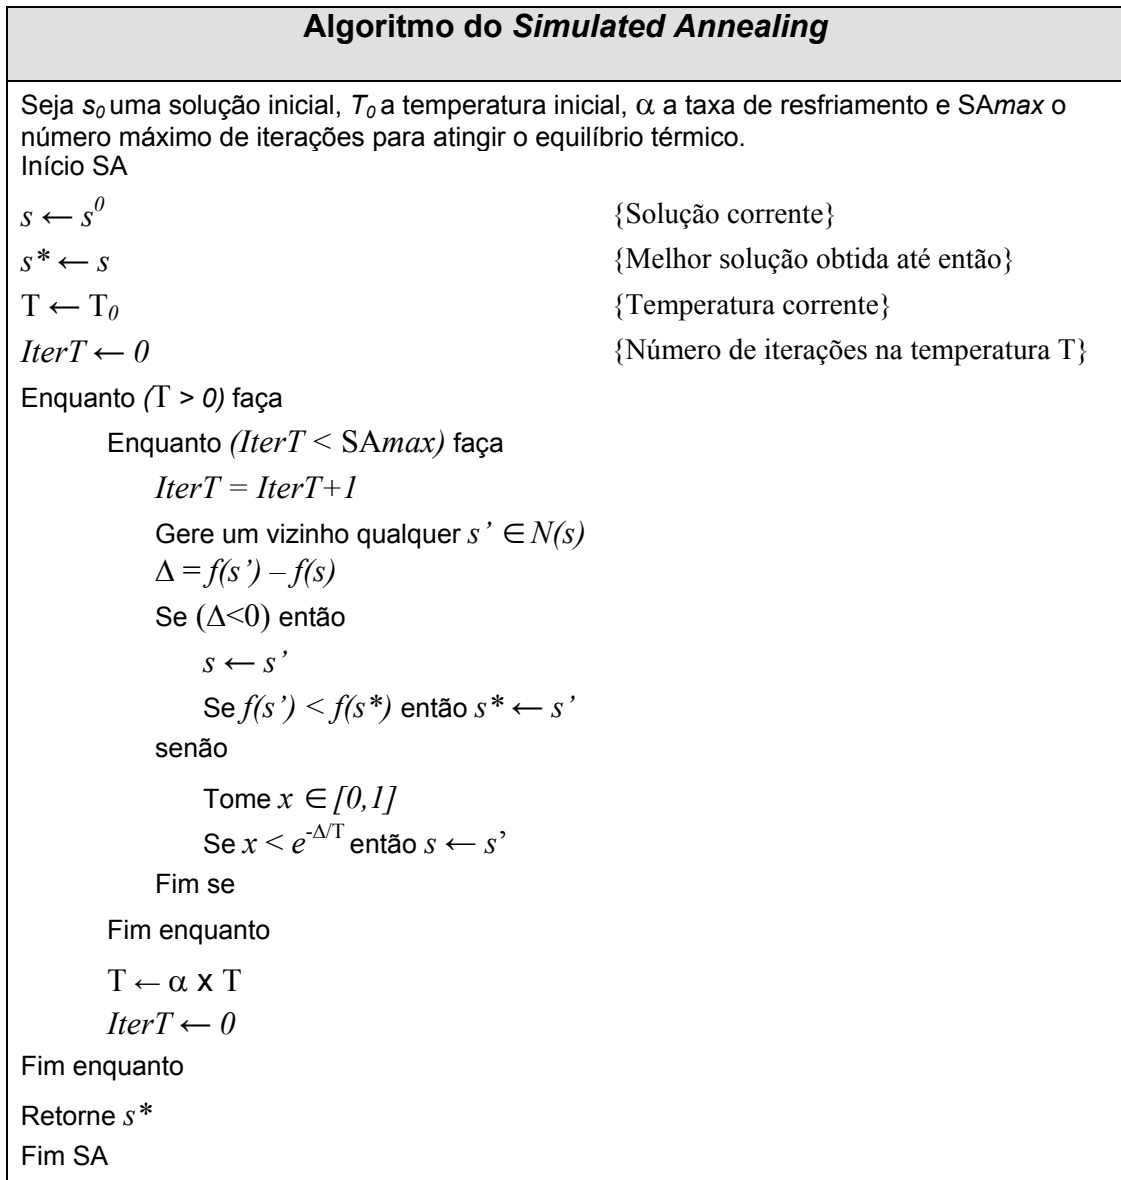 Algoritmo do Simulated Annealing
Seja s₀ uma solução inicial, T₀ a temperatura inicial, α a taxa de resfriamento e SAmax o
número máximo de iterações para atingir o equilíbrio térmico.
Início SA
s ← s⁰ {Solução corrente}
s* ← s {Melhor solução obtida até então}
T ← T₀ {Temperatura corrente}
IterT ← 0 {Número de iterações na temperatura T}
Enquanto (T > 0) faça
Enquanto (IterT < SAmax) faça
IterT = IterT+1
Gere um vizinho qualquer s’ ∈ N(s)
Δ = f(s’) – f(s)
Se (Δ<0) então
s ← s’
Se f(s’) < f(s*) então s* ← s’
senão
Tome x ∈ [0,1]
Se x < e^-Δ/T então s ← s’
Fim se
Fim enquanto
T ← α x T
IterT ← 0
Fim enquanto
Retorne s*
Fim SA